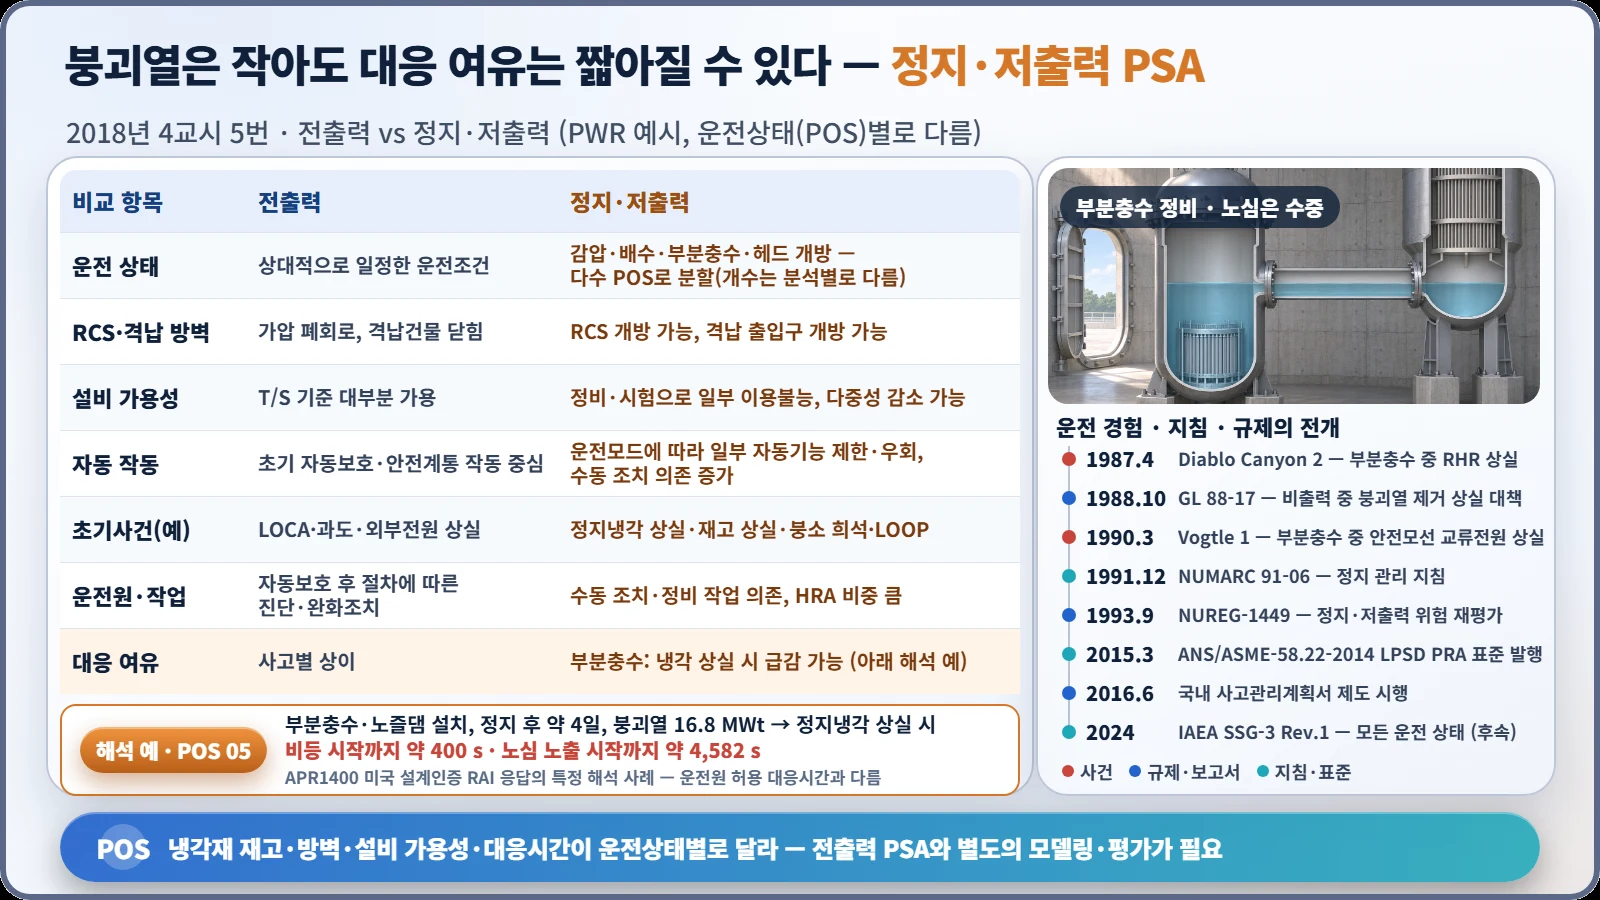 붕괴열은 작아도 대응 여유는 짧아질 수 있다 — 정지·저출력 PSA
2018년 4교시 5번 · 전출력 vs 정지·저출력 (PWR 예시, 운전상태(POS)별로 다름)
비교 항목 전출력 정지·저출력
운전 상태 상대적으로 일정한 운전조건 감압·배수·부분충수·헤드 개방 —
다수 POS로 분할(개수는 분석별로 다름)
RCS·격납 방벽 가압 폐회로, 격납건물 닫힘 RCS 개방 가능, 격납 출입구 개방 가능
설비 가용성 T/S 기준 대부분 가용 정비·시험으로 일부 이용불능, 다중성 감소 가능
자동 작동 초기 자동보호·안전계통 작동 중심 운전모드에 따라 일부 자동기능 제한·우회,
수동 조치 의존 증가
초기사건(예) LOCA·과도·외부전원 상실 정지냉각 상실·재고 상실·붕소 희석·LOOP
운전원·작업 자동보호 후 절차에 따른
진단·완화조치 수동 조치·정비 작업 의존, HRA 비중 큼
대응 여유 사고별 상이 부분충수: 냉각 상실 시 급감 가능 (아래 해석 예)
해석 예 · POS 05
부분충수·노즐댐 설치, 정지 후 약 4일, 붕괴열 16.8 MWt → 정지냉각 상실 시
비등 시작까지 약 400 s · 노심 노출 시작까지 약 4,582 s
APR1400 미국 설계인증 RAI 응답의 특정 해석 사례 — 운전원 허용 대응시간과 다름
부분충수 정비 · 노심은 수중
운전 경험 · 지침 · 규제의 전개
1987.4 Diablo Canyon 2 — 부분충수 중 RHR 상실
1988.10 GL 88-17 — 비출력 중 붕괴열 제거 상실 대책
1990.3 Vogtle 1 — 부분충수 중 안전모선 교류전원 상실
1991.12 NUMARC 91-06 — 정지 관리 지침
1993.9 NUREG-1449 — 정지·저출력 위험 재평가
2015.3 ANS/ASME-58.22-2014 LPSD PRA 표준 발행
2016.6 국내 사고관리계획서 제도 시행
2024 IAEA SSG-3 Rev.1 — 모든 운전 상태 (후속)
사건 규제·보고서 지침·표준
POS 냉각재 재고·방벽·설비 가용성·대응시간이 운전상태별로 달라 — 전출력 PSA와 별도의 모델링·평가가 필요